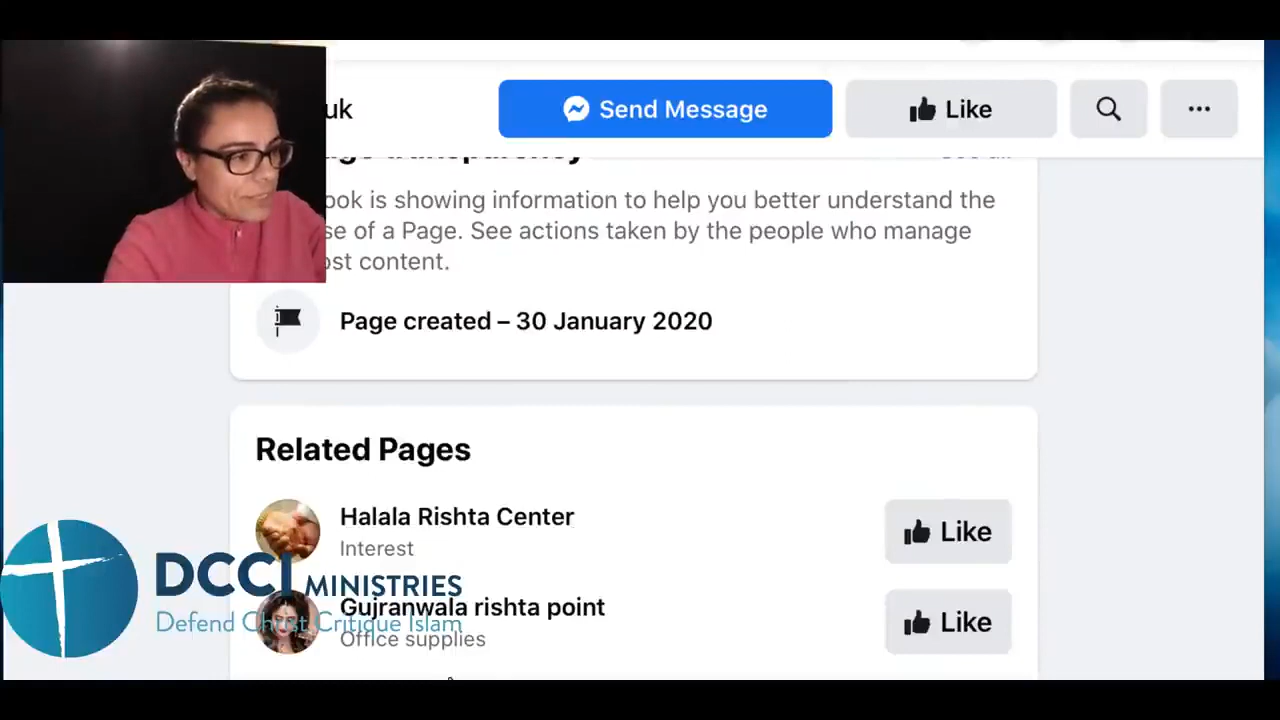 uk
Send Message
Like
ook is showing information to help you better understand the
se of a Page. See actions taken by the people who manage
ost content.
Page created – 30 January 2020
Related Pages
Halala Rishta Center
Interest
Like
Gujranwala rishta point
Office supplies
Like
DCCI MINISTRIES
Defend Christ Critique Islam